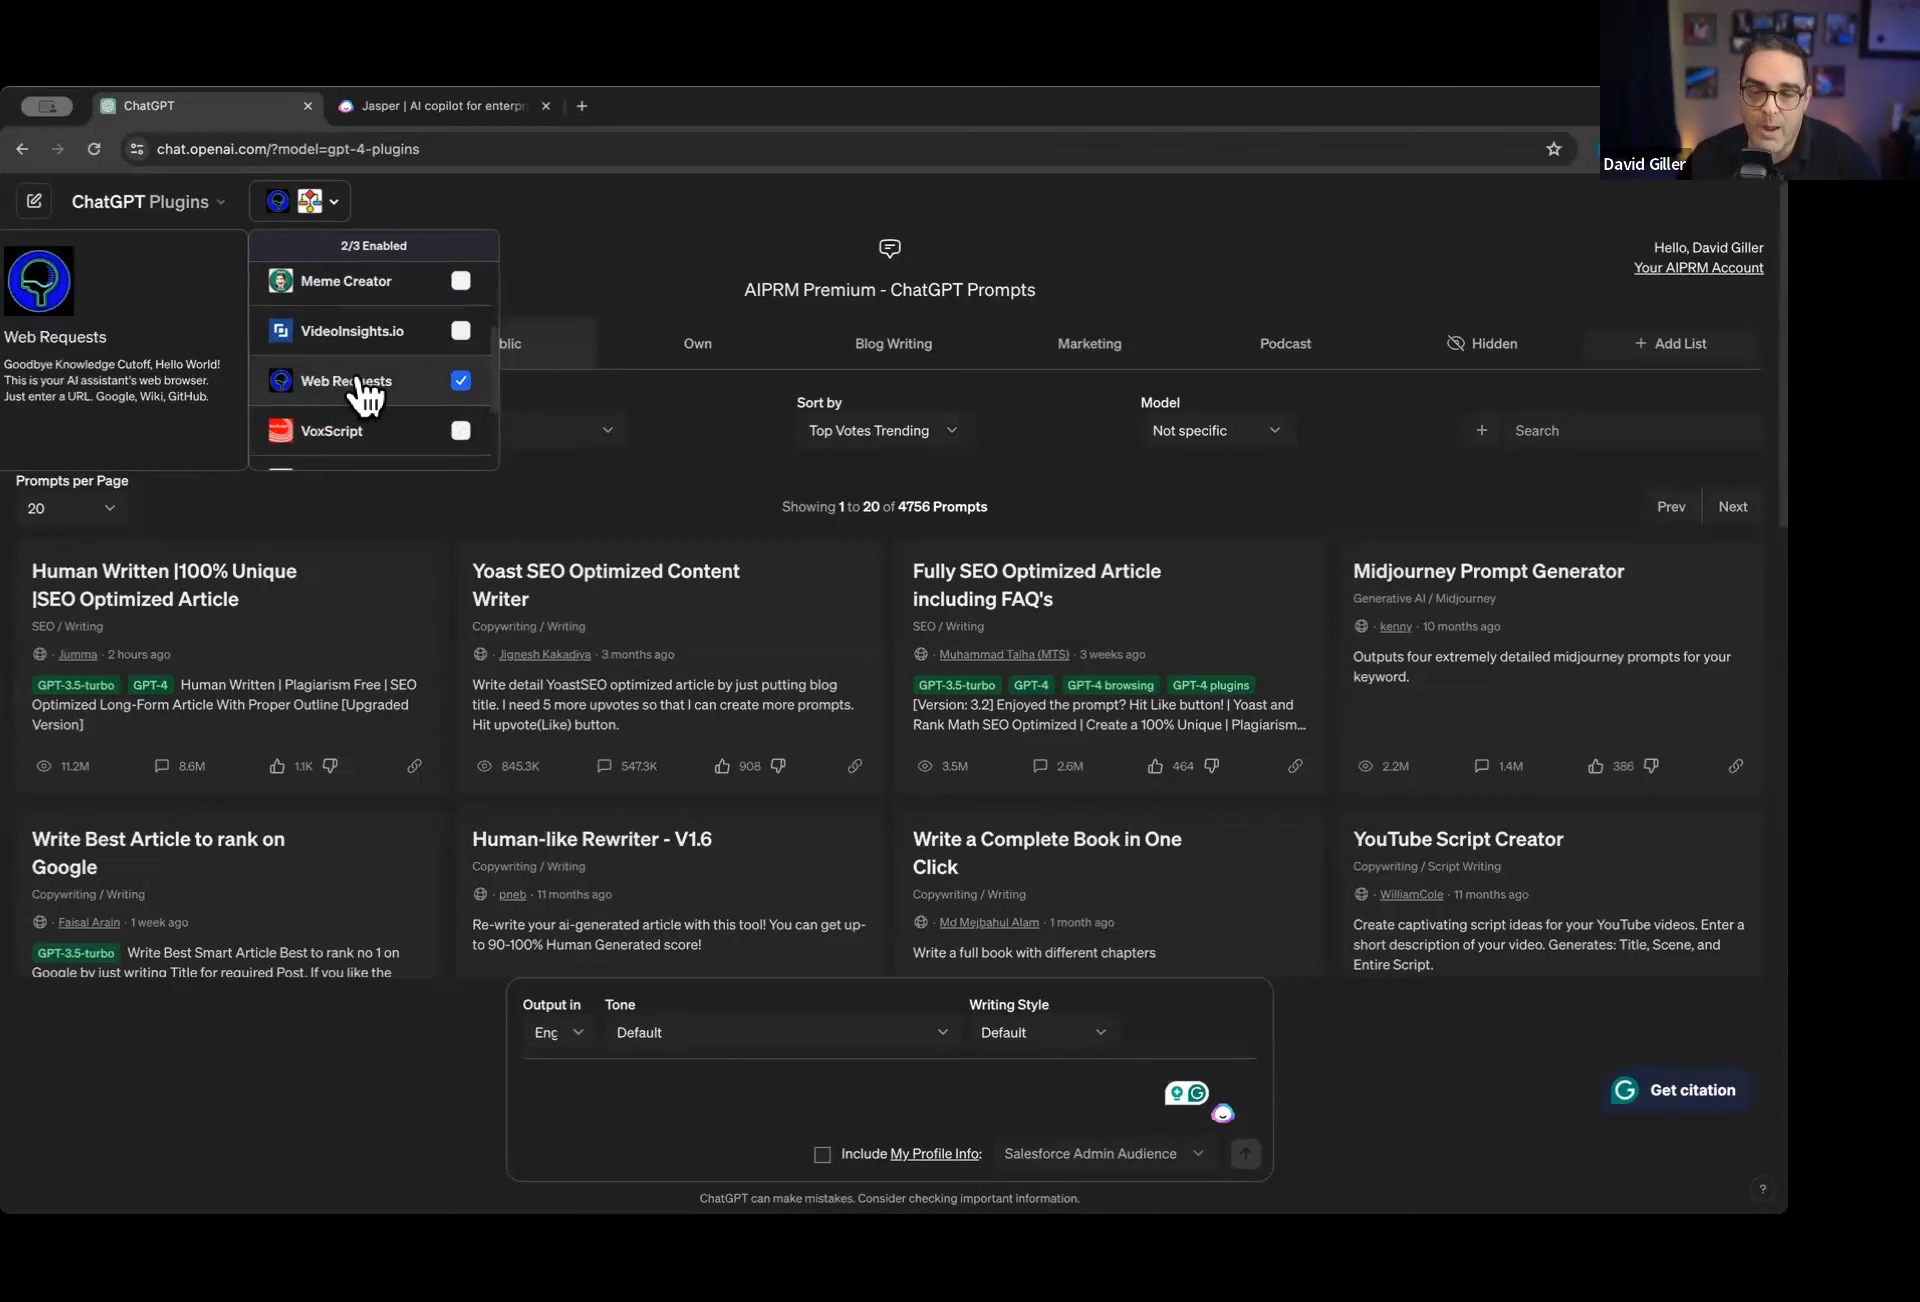 ChatGPT
Jasper | AI copilot for enterpr
chat.openai.com/?model=gpt-4-plugins
David Giller
ChatGPT Plugins
2/3 Enabled
Meme Creator
VideoInsights.io
Web Requests
VoxScript
Web Requests
Goodbye Knowledge Cutoff, Hello World!
This is your AI assistant's web browser.
Just enter a URL. Google, Wiki, GitHub.
AIPRM Premium - ChatGPT Prompts
Hello, David Giller
Your AIPRM Account
blic
Own
Blog Writing
Marketing
Podcast
Hidden
+ Add List
Sort by
Top Votes Trending
Model
Not specific
+ Search
Prompts per Page
20
Showing 1 to 20 of 4756 Prompts
Prev
Next
Human Written |100% Unique
|SEO Optimized Article
SEO / Writing
· Jumma · 2 hours ago
GPT-3.5-turbo GPT-4 Human Written | Plagiarism Free | SEO
Optimized Long-Form Article With Proper Outline [Upgraded
Version]
11.2M 8.6M 1.1K
Yoast SEO Optimized Content
Writer
Copywriting / Writing
· Jignesh Kakadiya · 3 months ago
Write detail YoastSEO optimized article by just putting blog
title. I need 5 more upvotes so that I can create more prompts.
Hit upvote(Like) button.
845.3K 547.3K 908
Fully SEO Optimized Article
including FAQ's
SEO / Writing
· Muhammad Talha (MTS) · 3 weeks ago
GPT-3.5-turbo GPT-4 GPT-4 browsing GPT-4 plugins
[Version: 3.2] Enjoyed the prompt? Hit Like button! | Yoast and
Rank Math SEO Optimized | Create a 100% Unique | Plagiarism...
3.5M 2.6M 464
Midjourney Prompt Generator
Generative AI / Midjourney
· kenny · 10 months ago
Outputs four extremely detailed midjourney prompts for your
keyword.
2.2M 1.4M 386
Write Best Article to rank on
Google
Copywriting / Writing
· Faisal Arain · 1 week ago
GPT-3.5-turbo Write Best Smart Article Best to rank no 1 on
Google by just writing Title for required Post. If you like the
Human-like Rewriter - V1.6
Copywriting / Writing
· pneb · 11 months ago
Re-write your ai-generated article with this tool! You can get up-
to 90-100% Human Generated score!
Write a Complete Book in One
Click
Copywriting / Writing
· Md Mejbahul Alam · 1 month ago
Write a full book with different chapters
YouTube Script Creator
Copywriting / Script Writing
· WilliamCole · 11 months ago
Create captivating script ideas for your YouTube videos. Enter a
short description of your video. Generates: Title, Scene, and
Entire Script.
Output in
Eng
Tone
Default
Writing Style
Default
Include My Profile Info:
Salesforce Admin Audience
Get citation
ChatGPT can make mistakes. Consider checking important information.
?